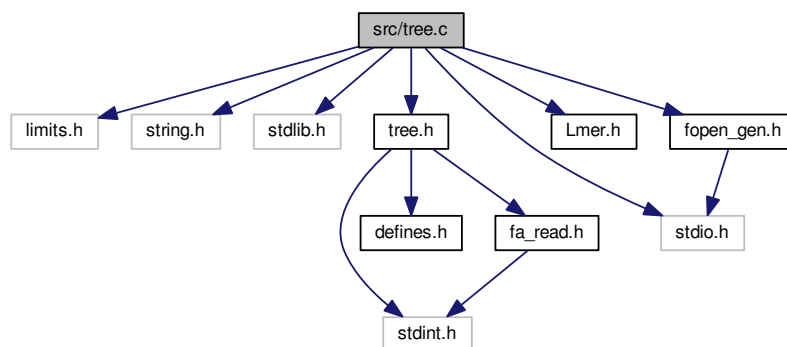 src/tree.c
limits.h
string.h
stdlib.h
tree.h
Lmer.h
fopen_gen.h
defines.h
fa_read.h
stdio.h
stdint.h